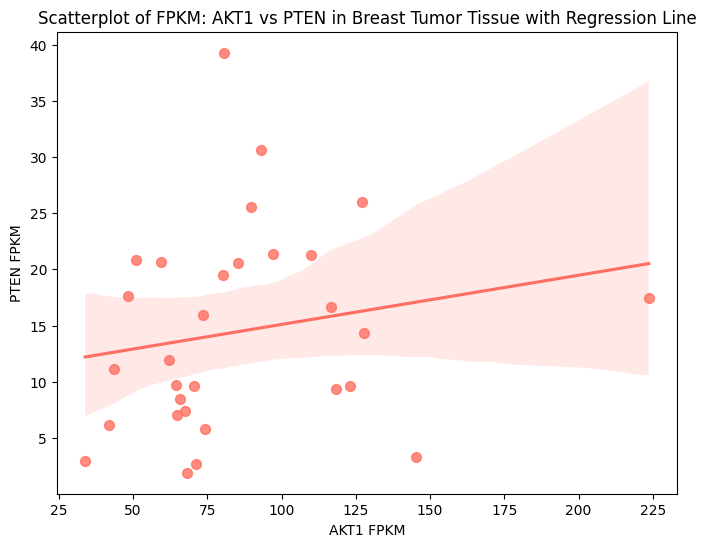 Scatterplot of FPKM: AKT1 vs PTEN in Breast Tumor Tissue with Regression Line
40
35
30
25
20
15
10
5
PTEN FPKM
25 50 75 100 125 150 175 200 225
AKT1 FPKM